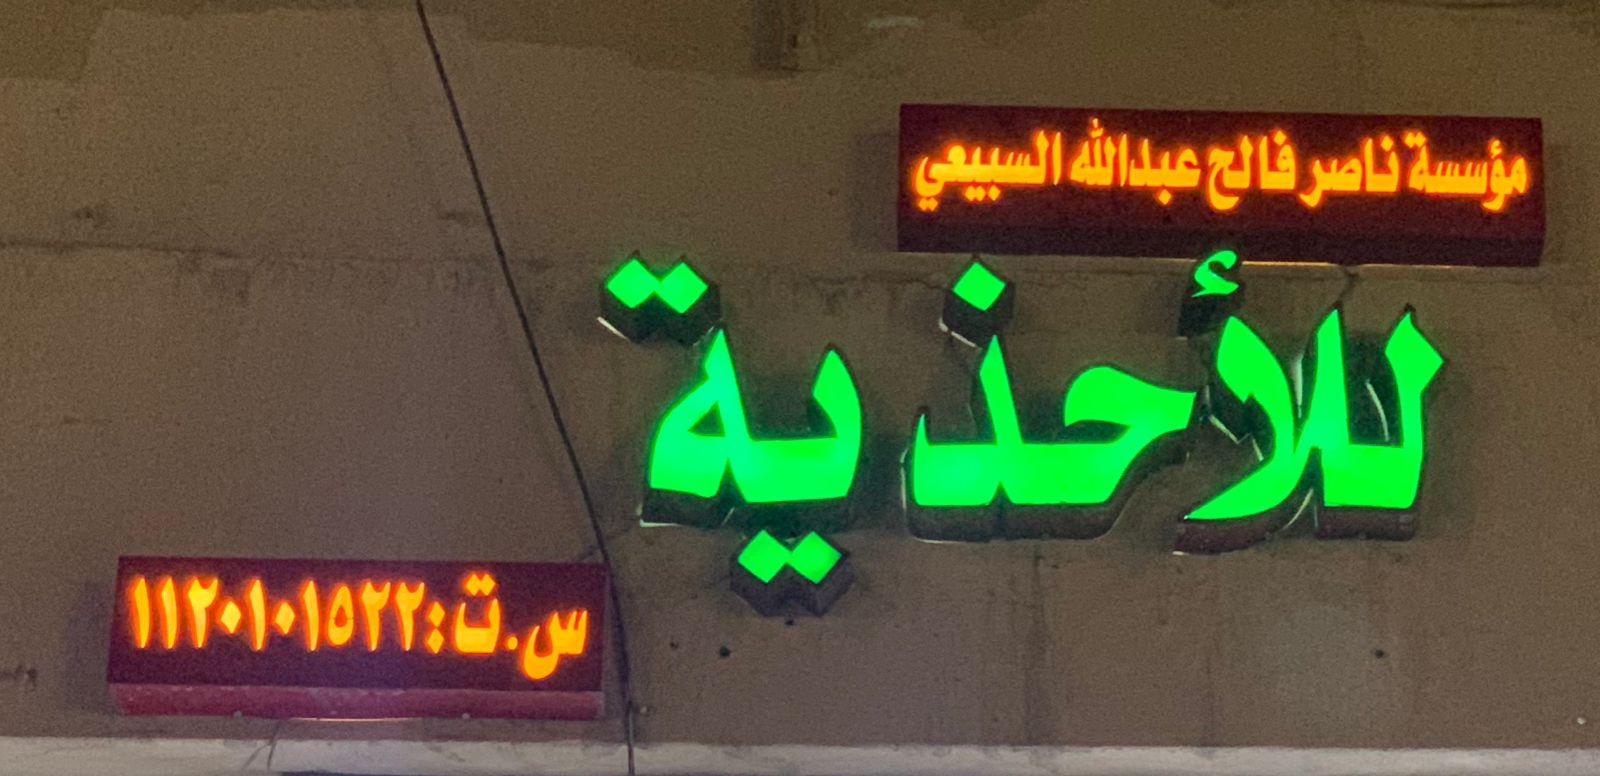 مؤسسة ناصر فالح عبدالله السبيعي
للأحذية
س.ت: ١١٢٠١٠١٥٢٢